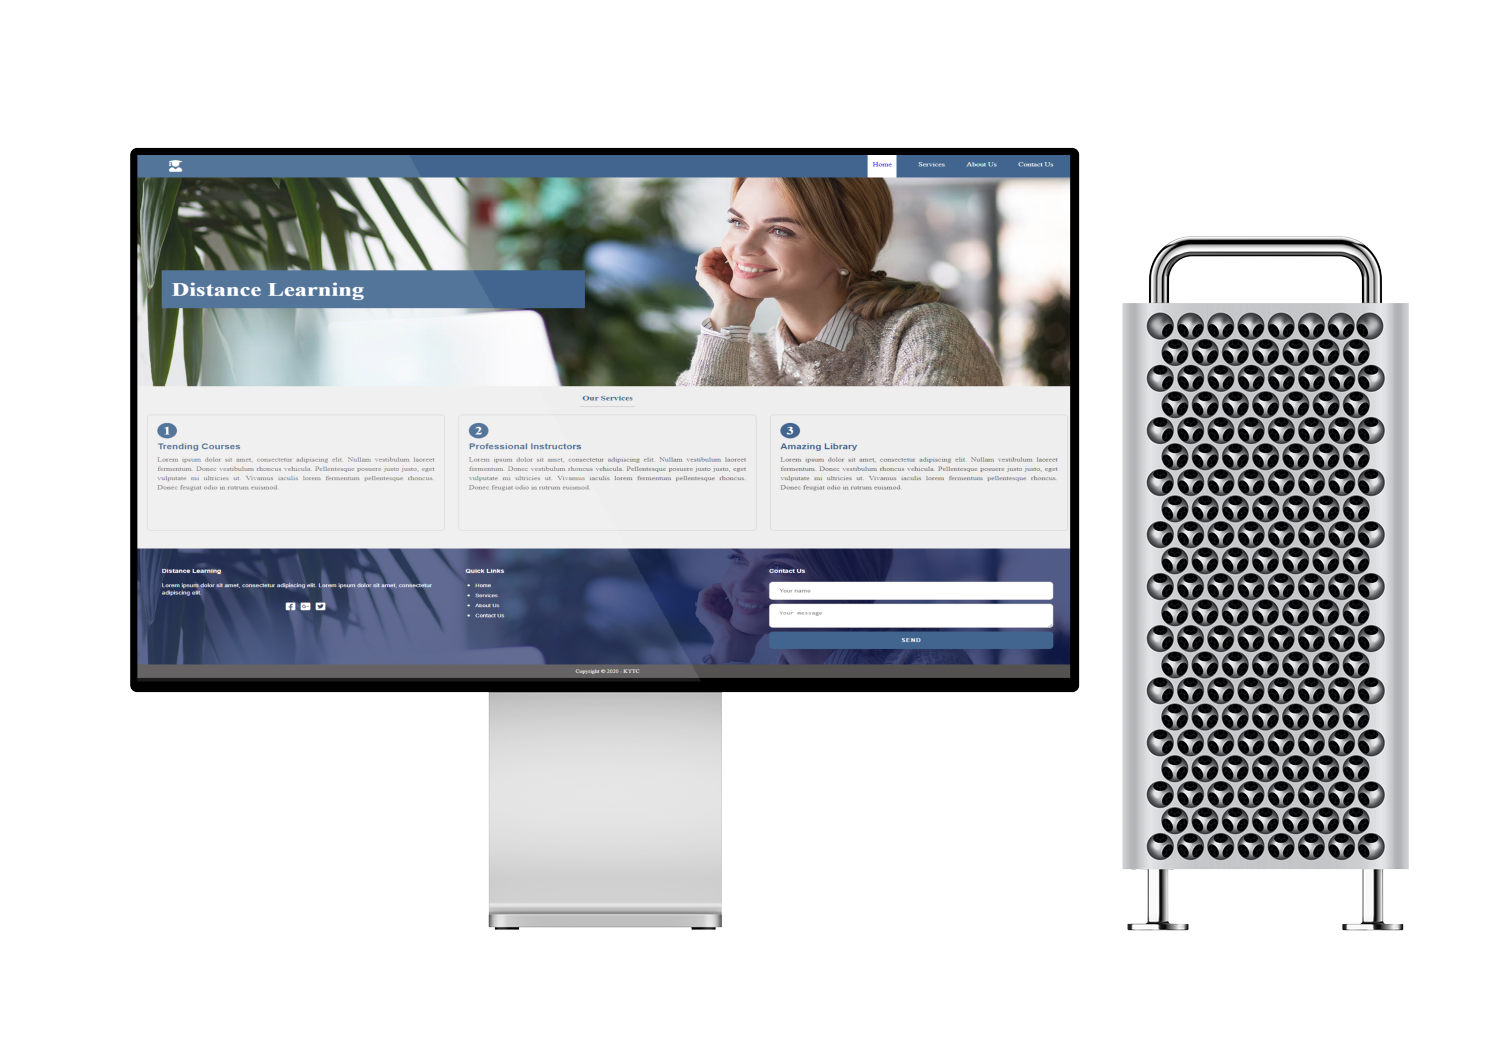 Home Services About Us Contact Us
Distance Learning
Our Services
1
Trending Courses
Lorem ipsum dolor sit amet, consectetur adipiscing elit. Nullam vestibulum laoreet
fermentum. Donec vestibulum rhoncus vehicula. Pellentesque posuere justo justo, eget
vulputate mi ultricies ut. Vivamus iaculis lorem fermentum pellentesque rhoncus.
Donec feugiat odio in rutrum euismod.
2
Professional Instructors
Lorem ipsum dolor sit amet, consectetur adipiscing elit. Nullam vestibulum laoreet
fermentum. Donec vestibulum rhoncus vehicula. Pellentesque posuere justo justo, eget
vulputate mi ultricies ut. Vivamus iaculis lorem fermentum pellentesque rhoncus.
Donec feugiat odio in rutrum euismod.
3
Amazing Library
Lorem ipsum dolor sit amet, consectetur adipiscing elit. Nullam vestibulum laoreet
fermentum. Donec vestibulum rhoncus vehicula. Pellentesque posuere justo justo, eget
vulputate mi ultricies ut. Vivamus iaculis lorem fermentum pellentesque rhoncus.
Donec feugiat odio in rutrum euismod.
Distance Learning
Lorem ipsum dolor sit amet, consectetur adipiscing elit. Lorem ipsum dolor sit amet, consectetur
adipiscing elit.
Quick Links
Home
Services
About Us
Contact Us
Contact Us
Your name
Your message
SEND
Copyright © 2020 - KYTC